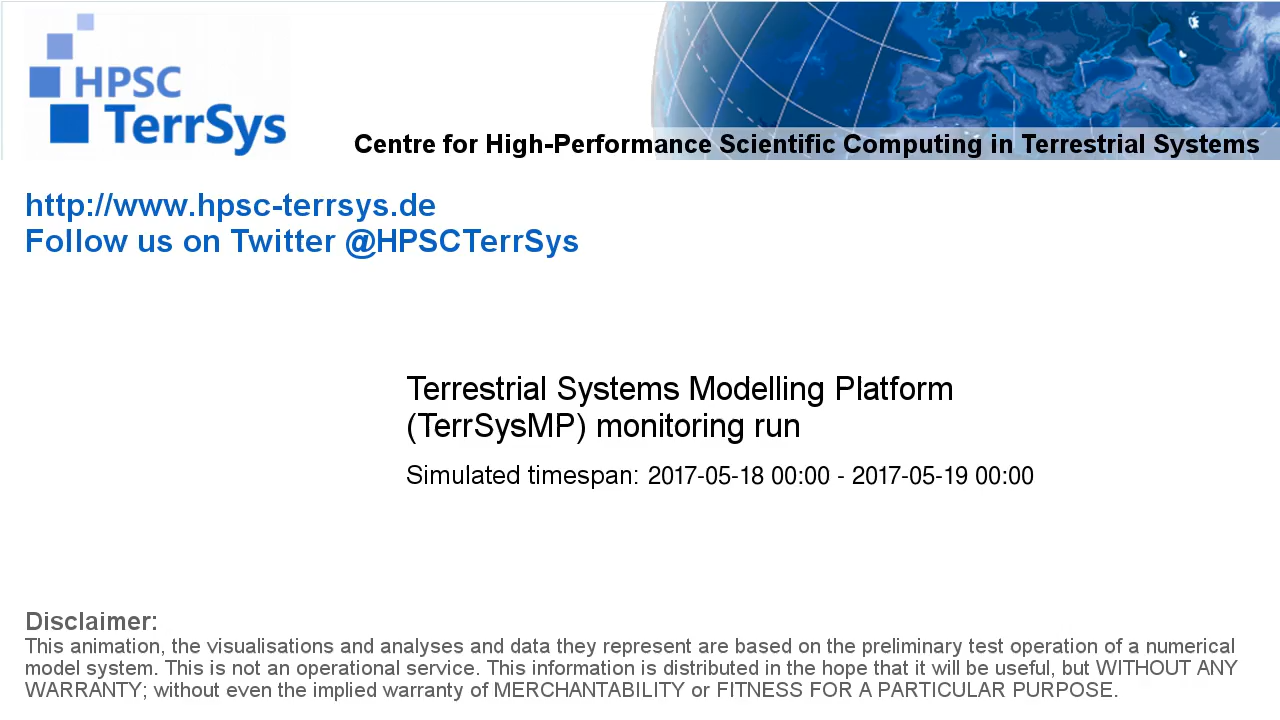 HPSC
TerrSys
Centre for High-Performance Scientific Computing in Terrestrial Systems
http://www.hpsc-terrsys.de
Follow us on Twitter @HPSCTerrSys
Terrestrial Systems Modelling Platform
(TerrSysMP) monitoring run
Simulated timespan: 2017-05-18 00:00 - 2017-05-19 00:00
Disclaimer:
This animation, the visualisations and analyses and data they represent are based on the preliminary test operation of a numerical
model system. This is not an operational service. This information is distributed in the hope that it will be useful, but WITHOUT ANY
WARRANTY; without even the implied warranty of MERCHANTABILITY or FITNESS FOR A PARTICULAR PURPOSE.